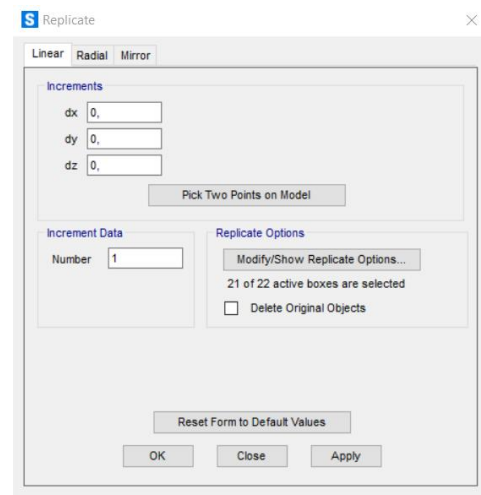 S Replicate
Linear Radial Mirror
Increments
dx 0,
dy 0,
dz 0,
Pick Two Points on Model
Increment Data
Number 1
Replicate Options
Modify/Show Replicate Options...
21 of 22 active boxes are selected
Delete Original Objects
Reset Form to Default Values
OK Close Apply